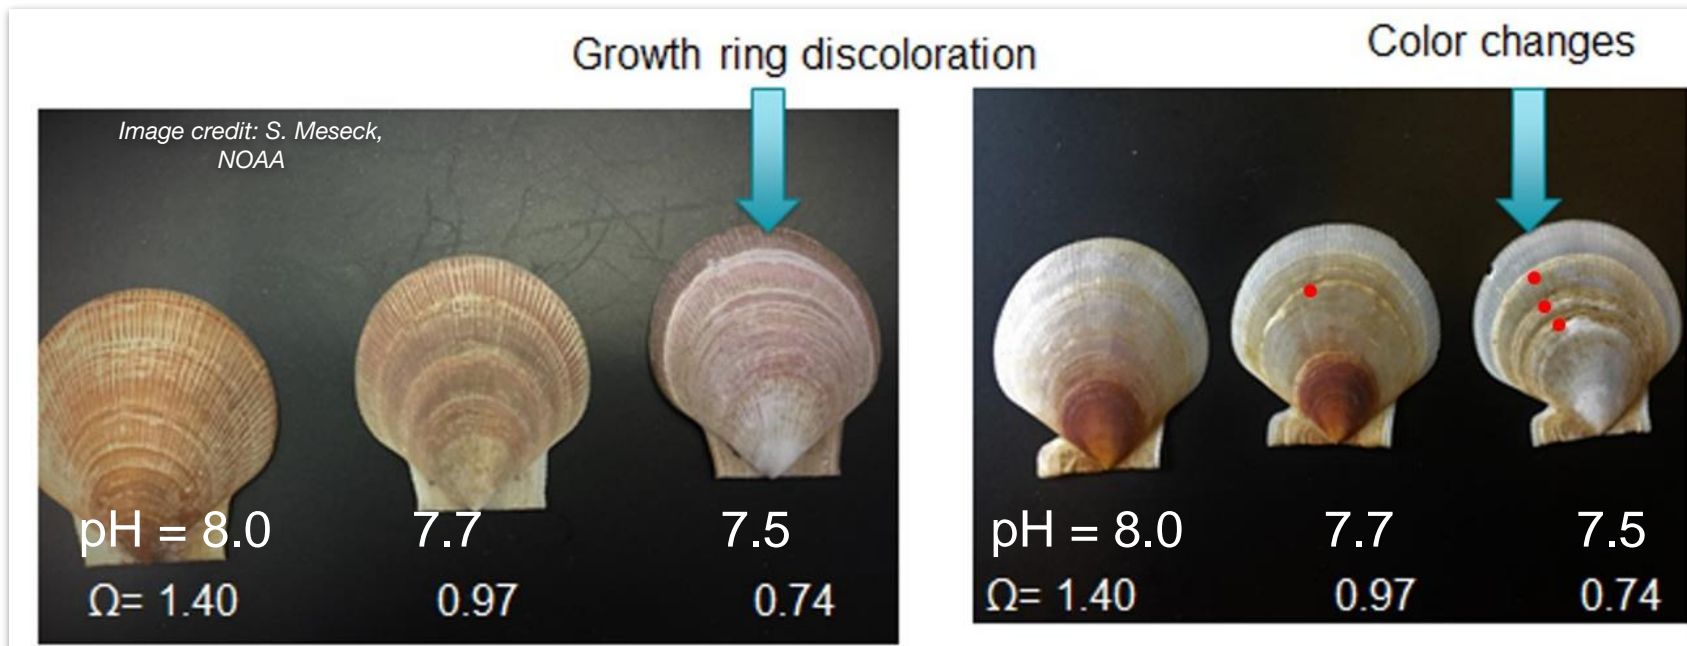 Growth ring discoloration
Color changes
Image credit: S. Meseck,
NOAA
pH = 8.0 7.7 7.5
Ω= 1.40 0.97 0.74
pH = 8.0 7.7 7.5
Ω= 1.40 0.97 0.74